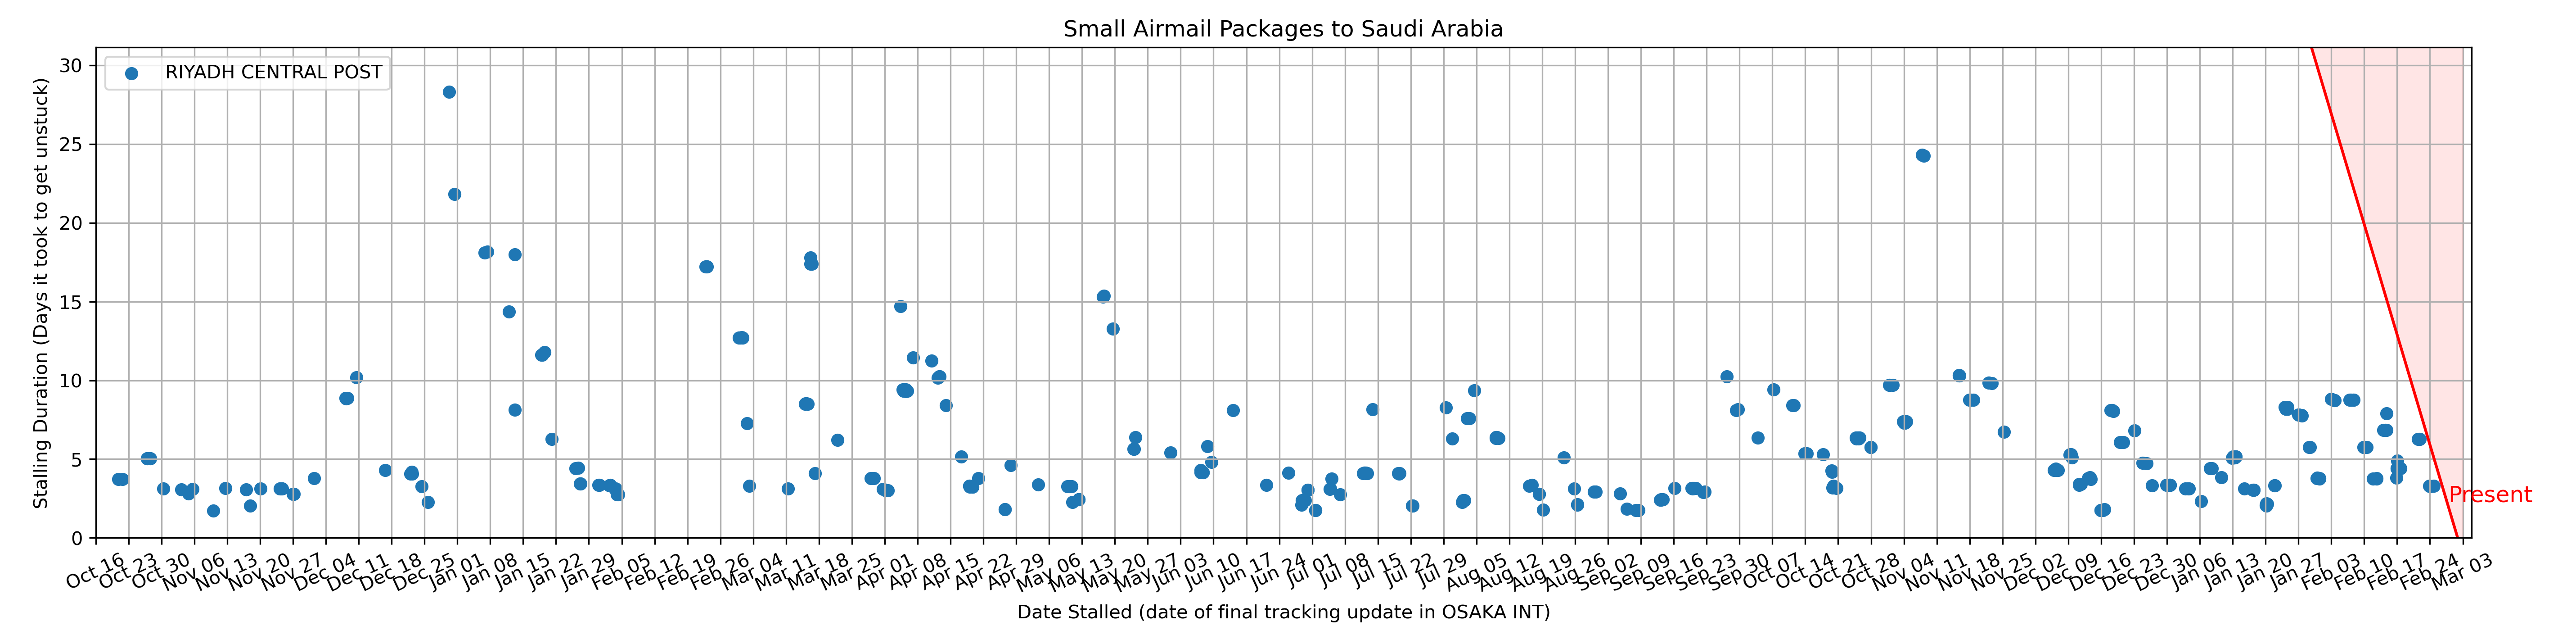 Small Airmail Packages to Saudi Arabia
RIYADH CENTRAL POST
Stalling Duration (Days it took to get unstuck)
30
25
20
15
10
5
0
Present
Oct 16
Oct 23
Oct 30
Nov 06
Nov 13
Nov 20
Nov 27
Dec 04
Dec 11
Dec 18
Dec 25
Jan 01
Jan 08
Jan 15
Jan 22
Jan 29
Feb 05
Feb 12
Feb 19
Feb 26
Mar 04
Mar 11
Mar 18
Mar 25
Apr 01
Apr 08
Apr 15
Apr 22
Apr 29
May 06
May 13
May 20
May 27
Jun 03
Jun 10
Jun 17
Jun 24
Jul 01
Jul 08
Jul 15
Jul 22
Jul 29
Aug 05
Aug 12
Aug 19
Aug 26
Sep 02
Sep 09
Sep 16
Sep 23
Sep 30
Oct 07
Oct 14
Oct 21
Oct 28
Nov 04
Nov 11
Nov 18
Nov 25
Dec 02
Dec 09
Dec 16
Dec 23
Dec 30
Jan 06
Jan 13
Jan 20
Jan 27
Feb 03
Feb 10
Feb 17
Feb 24
Mar 03
Date Stalled (date of final tracking update in OSAKA INT)